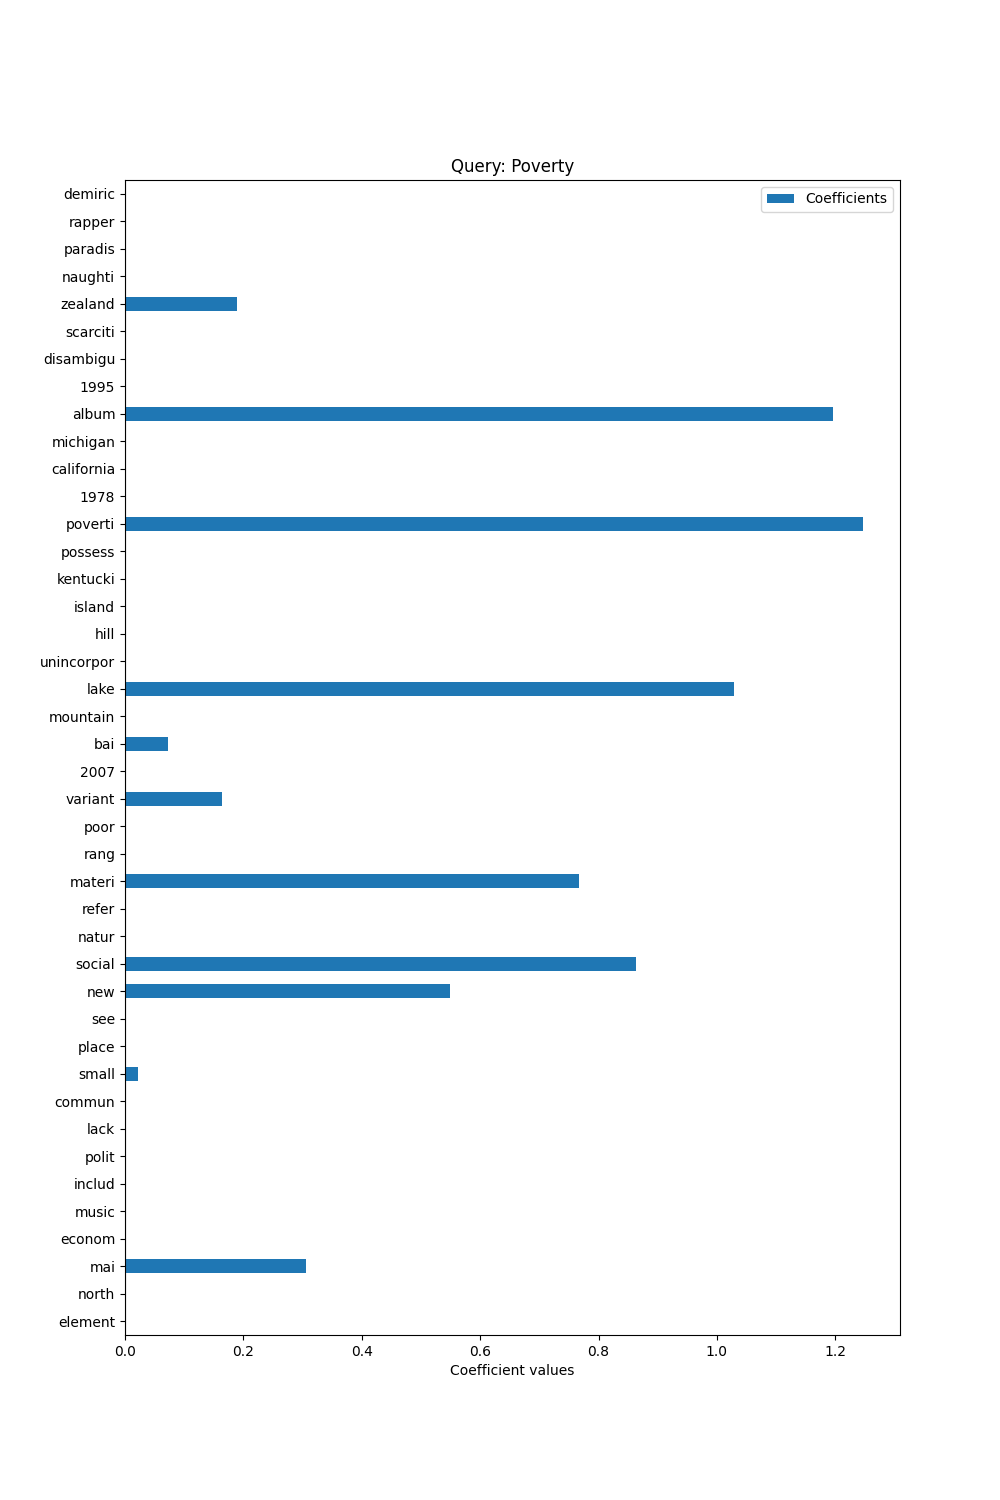 Query: Poverty
Coefficients
demiric
rapper
paradis
naughti
zealand
scarciti
disambigu
1995
album
michigan
california
1978
poverti
possess
kentucki
island
hill
unincorpor
lake
mountain
bai
2007
variant
poor
rang
materi
refer
natur
social
new
see
place
small
commun
lack
polit
includ
music
econom
mai
north
element
0.0 0.2 0.4 0.6 0.8 1.0 1.2
Coefficient values